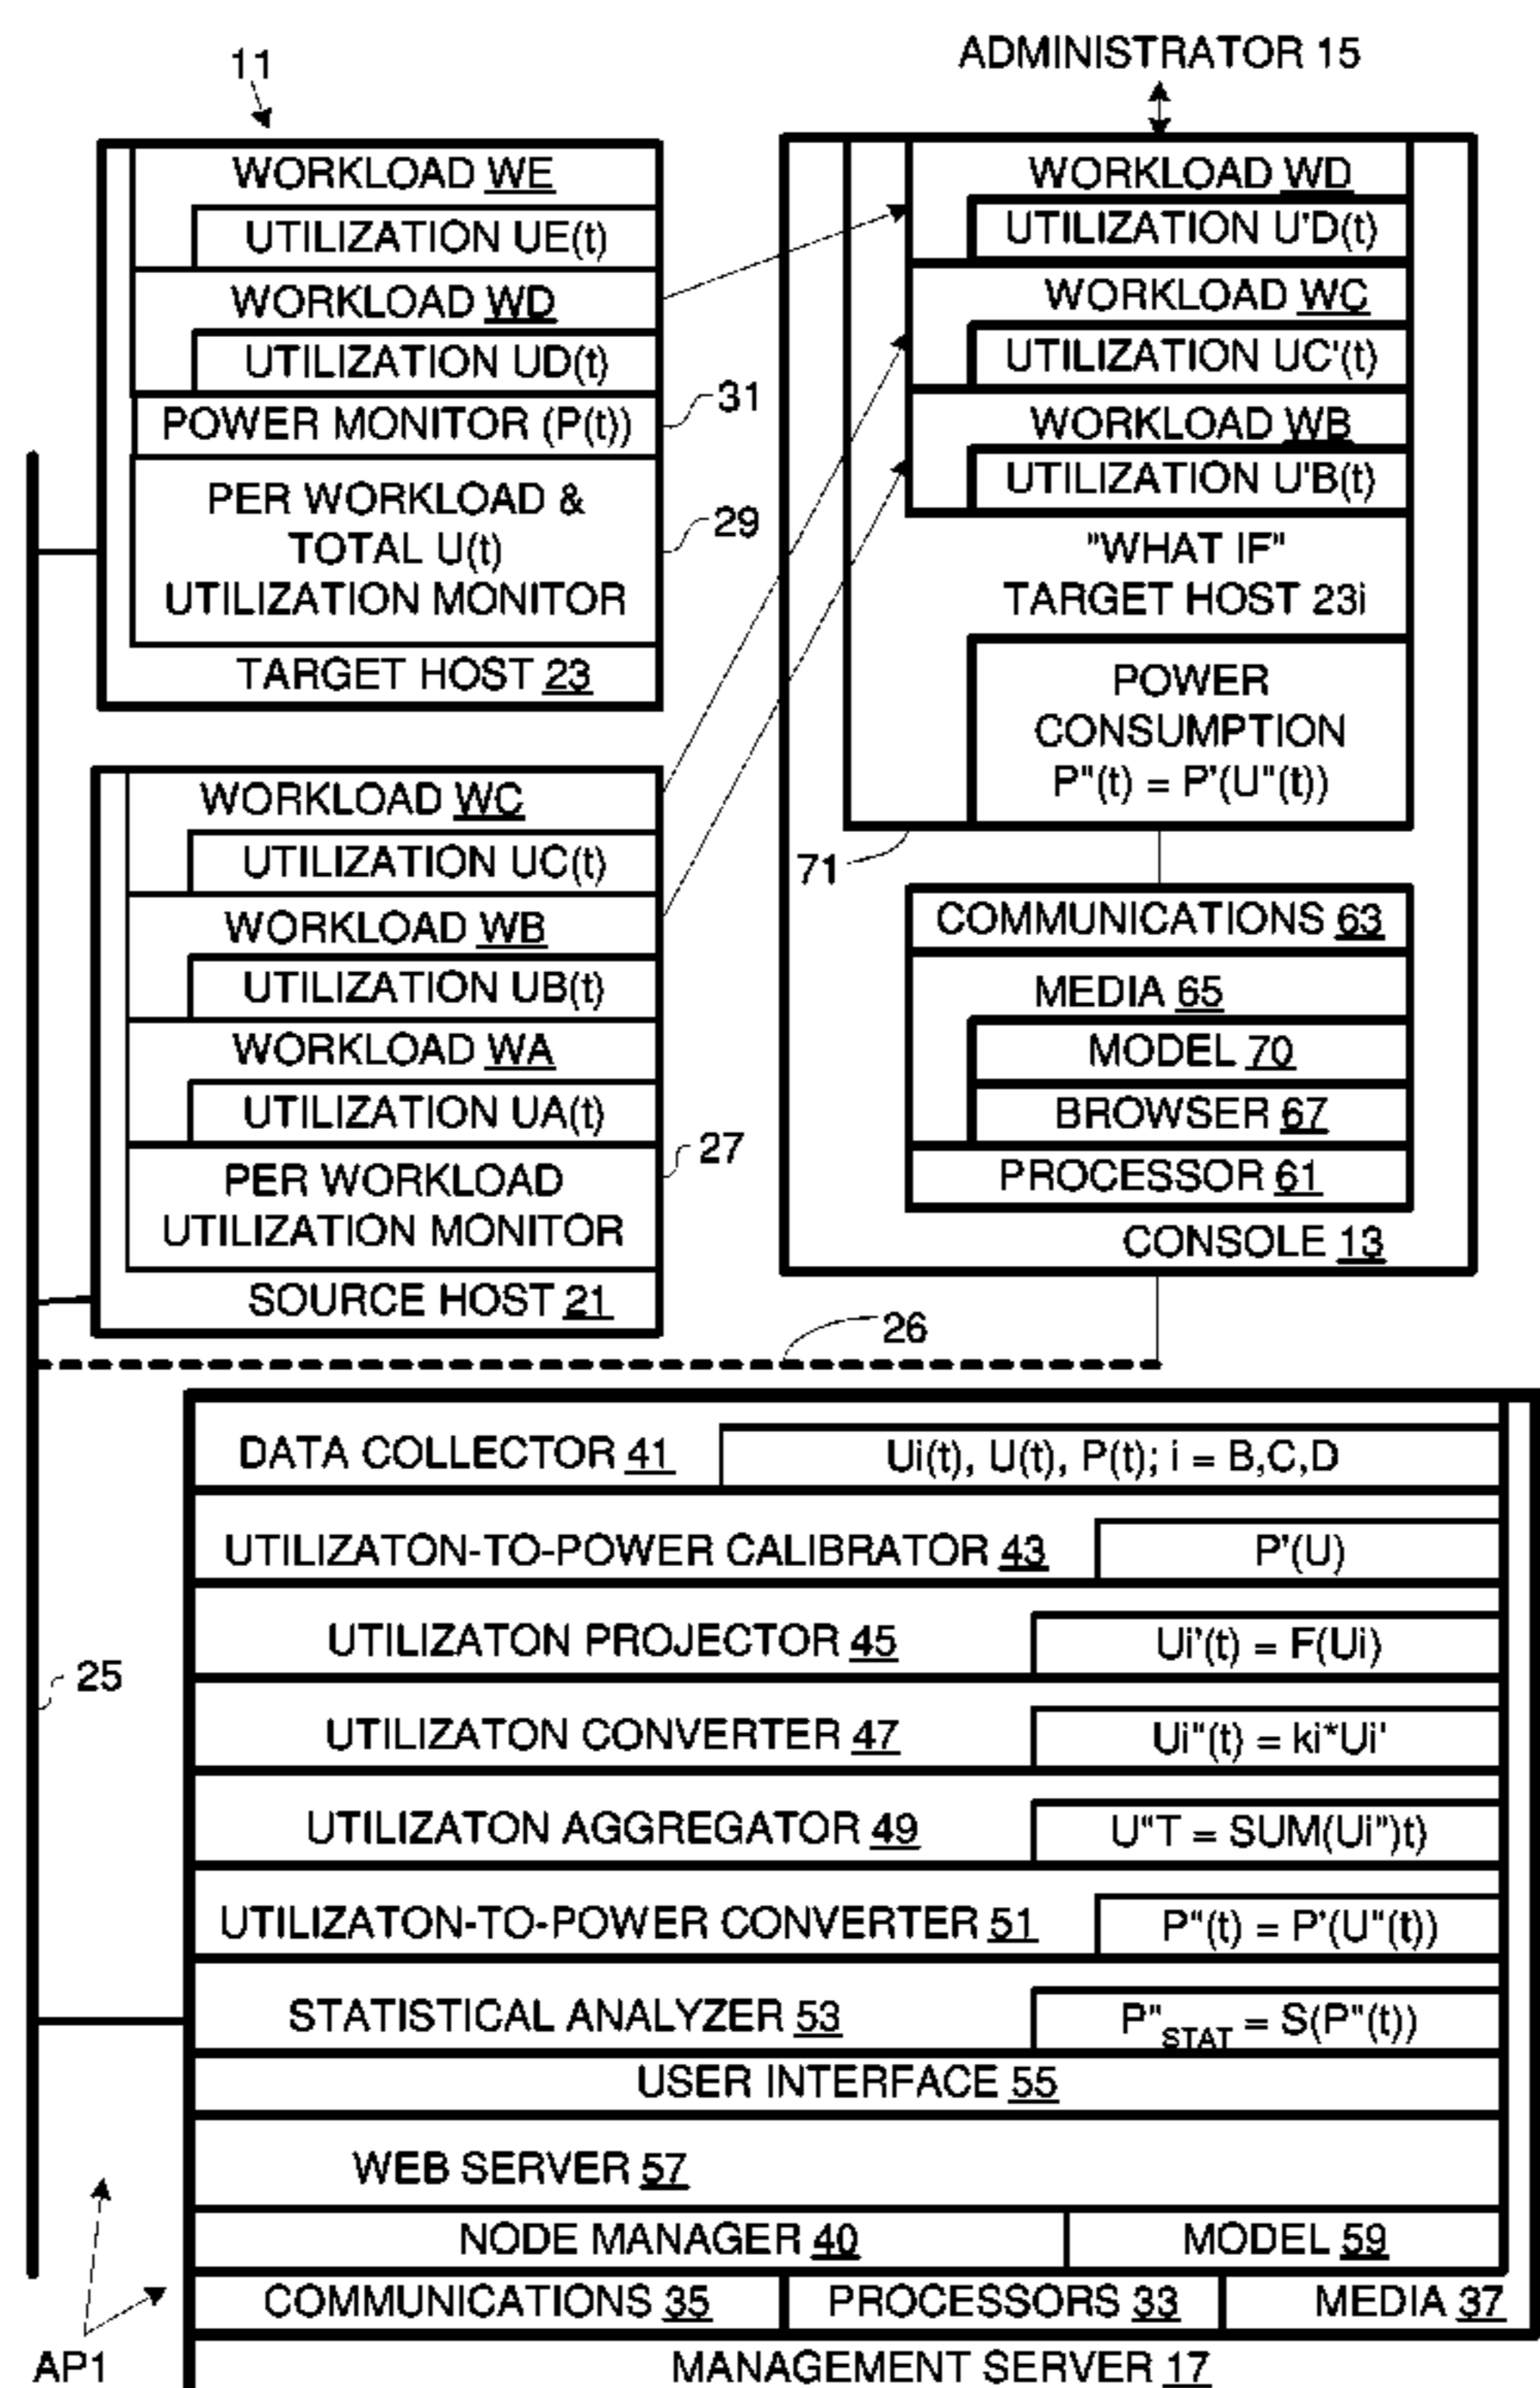 11
ADMINISTRATOR 15
WORKLOAD WE
UTILIZATION UE(t)
WORKLOAD WD
UTILIZATION UD(t)
POWER MONITOR (P(t))
31
PER WORKLOAD &
TOTAL U(t)
UTILIZATION MONITOR
29
TARGET HOST 23
WORKLOAD WC
UTILIZATION UC(t)
WORKLOAD WB
UTILIZATION UB(t)
WORKLOAD WA
UTILIZATION UA(t)
PER WORKLOAD
UTILIZATION MONITOR
27
SOURCE HOST 21
WORKLOAD WD
UTILIZATION U'D(t)
WORKLOAD WC
UTILIZATION UC'(t)
WORKLOAD WB
UTILIZATION U'B(t)
"WHAT IF"
TARGET HOST 23i
POWER
CONSUMPTION
P"(t) = P'(U"(t))
71
COMMUNICATIONS 63
MEDIA 65
MODEL 70
BROWSER 67
PROCESSOR 61
CONSOLE 13
26
25
DATA COLLECTOR 41
Ui(t), U(t), P(t); i = B,C,D
UTILIZATON-TO-POWER CALIBRATOR 43
P'(U)
UTILIZATON PROJECTOR 45
Ui'(t) = F(Ui)
UTILIZATON CONVERTER 47
Ui"(t) = ki*Ui'
UTILIZATON AGGREGATOR 49
U"T = SUM(Ui")t)
UTILIZATON-TO-POWER CONVERTER 51
P"(t) = P'(U"(t))
STATISTICAL ANALYZER 53
P"STAT = S(P"(t))
USER INTERFACE 55
WEB SERVER 57
NODE MANAGER 40
MODEL 59
COMMUNICATIONS 35
PROCESSORS 33
MEDIA 37
AP1
MANAGEMENT SERVER 17